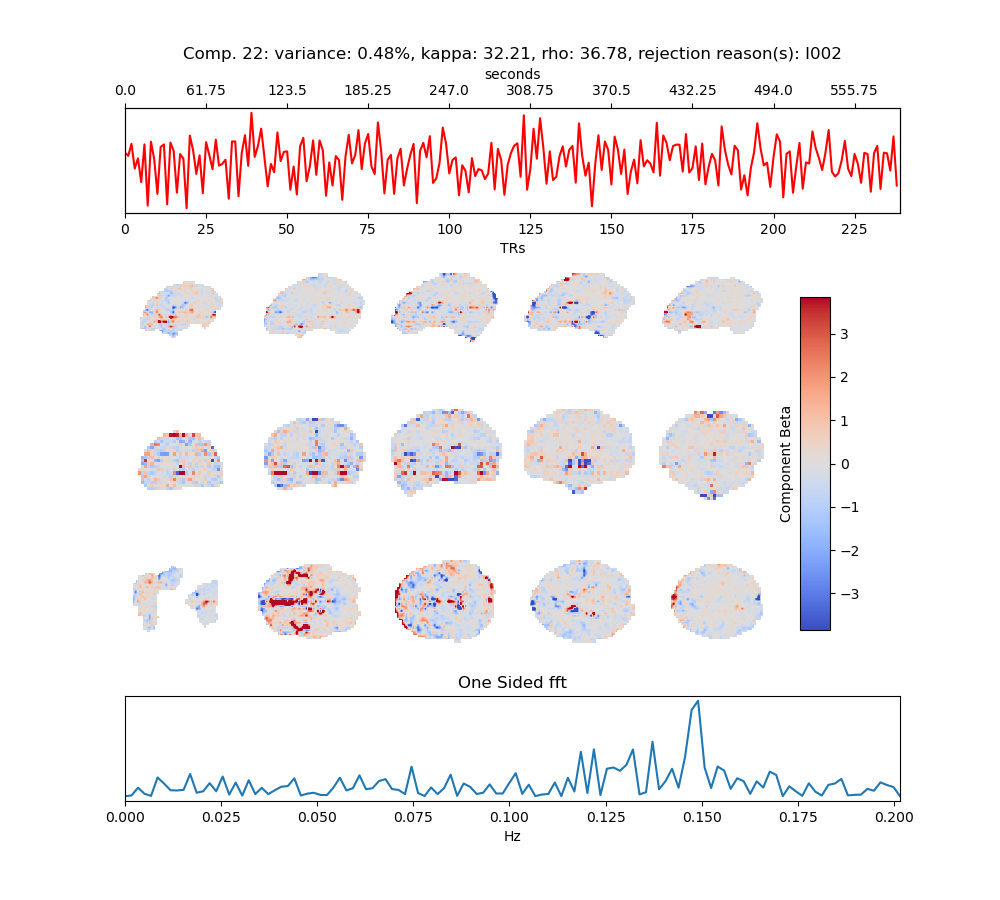 Comp. 22: variance: 0.48%, kappa: 32.21, rho: 36.78, rejection reason(s): I002
seconds
0.0 61.75 123.5 185.25 247.0 308.75 370.5 432.25 494.0 555.75
0 25 50 75 100 125 150 175 200 225
TRs
3
2
1
0
−1
−2
−3
Component Beta
One Sided fft
0.000 0.025 0.050 0.075 0.100 0.125 0.150 0.175 0.200
Hz